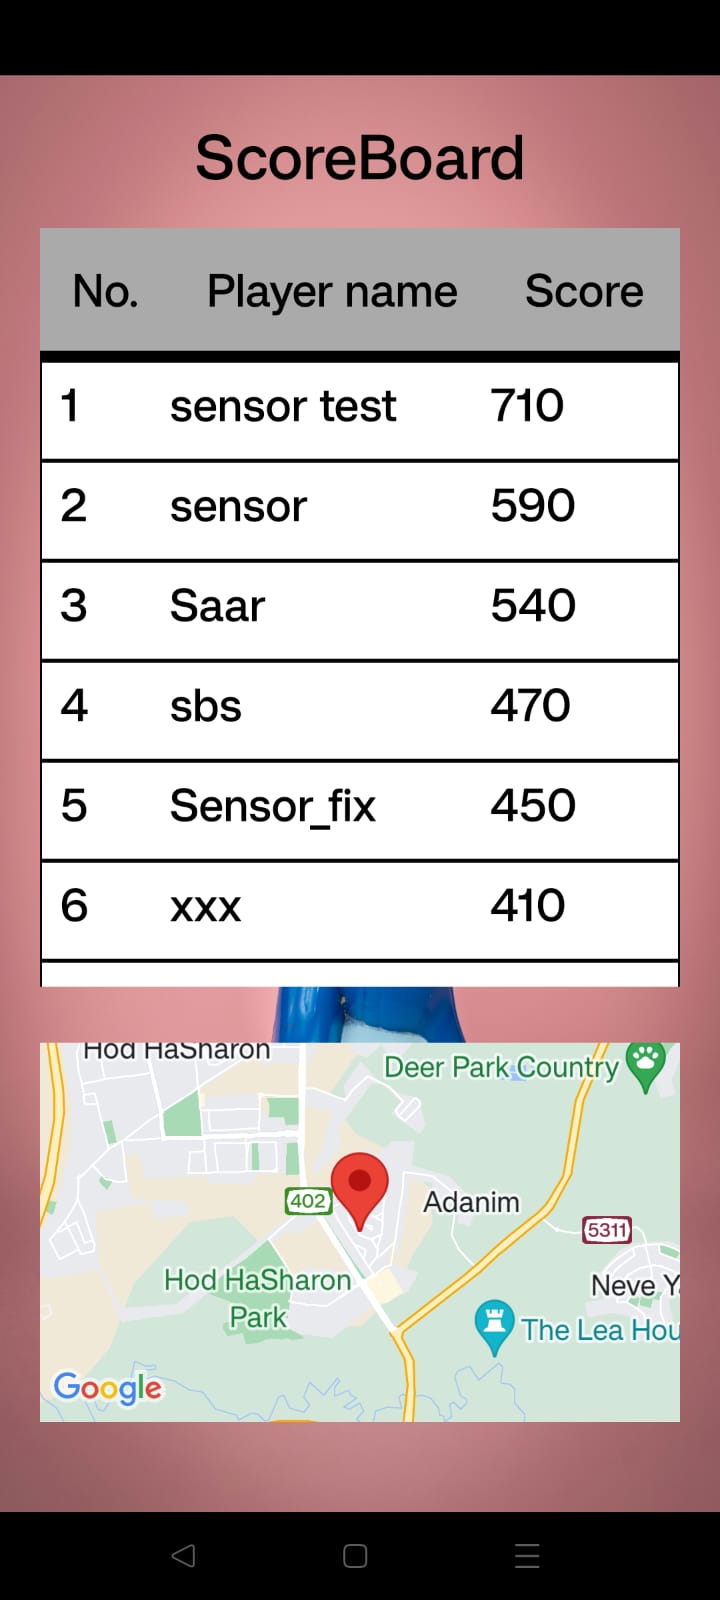 ScoreBoard
No. Player name Score
1 sensor test 710
2 sensor 590
3 Saar 540
4 sbs 470
5 Sensor_fix 450
6 xxx 410
Hod HaSharon
Deer Park Country
402
Adanim
5311
Hod HaSharon
Park
Neve Y
The Lea Hou
Google